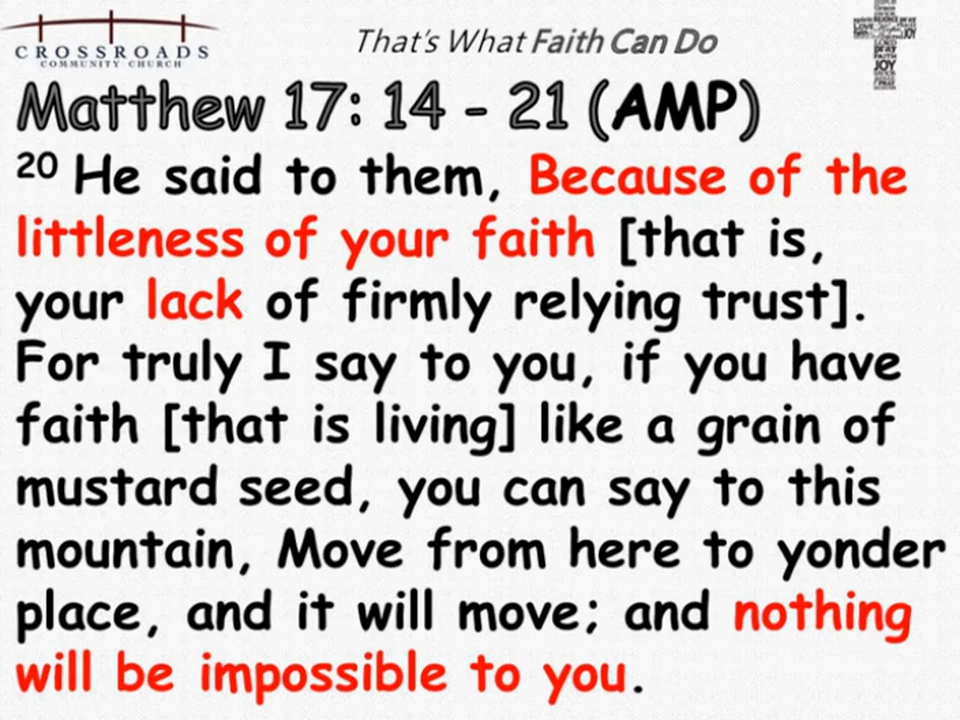 CROSSROADS
COMMUNITY CHURCH
That's What Faith Can Do
JOY
Matthew 17: 14 - 21 (AMP)
20 He said to them, Because of the
littleness of your faith [that is,
your lack of firmly relying trust].
For truly I say to you, if you have
faith [that is living] like a grain of
mustard seed, you can say to this
mountain, Move from here to yonder
place, and it will move; and nothing
will be impossible to you.